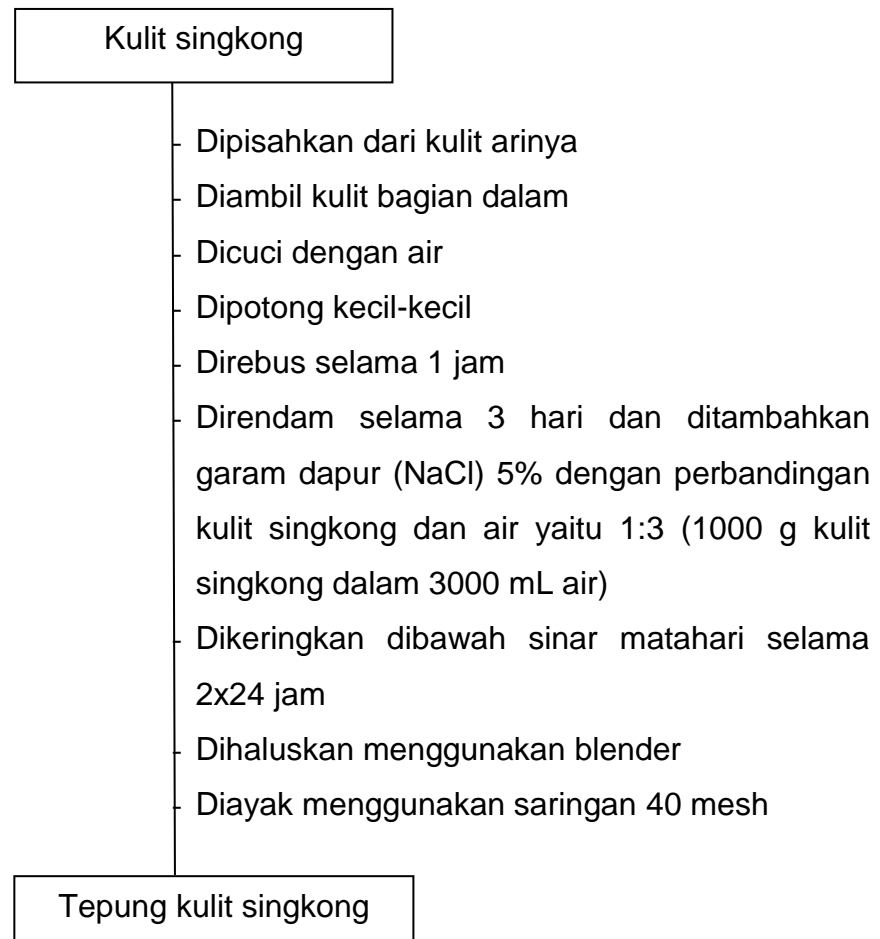 Kulit singkong
- Dipisahkan dari kulit arinya
- Diambil kulit bagian dalam
- Dicuci dengan air
- Dipotong kecil-kecil
- Direbus selama 1 jam
- Direndam selama 3 hari dan ditambahkan
garam dapur (NaCl) 5% dengan perbandingan
kulit singkong dan air yaitu 1:3 (1000 g kulit
singkong dalam 3000 mL air)
- Dikeringkan dibawah sinar matahari selama
2x24 jam
- Dihaluskan menggunakan blender
- Diayak menggunakan saringan 40 mesh
Tepung kulit singkong